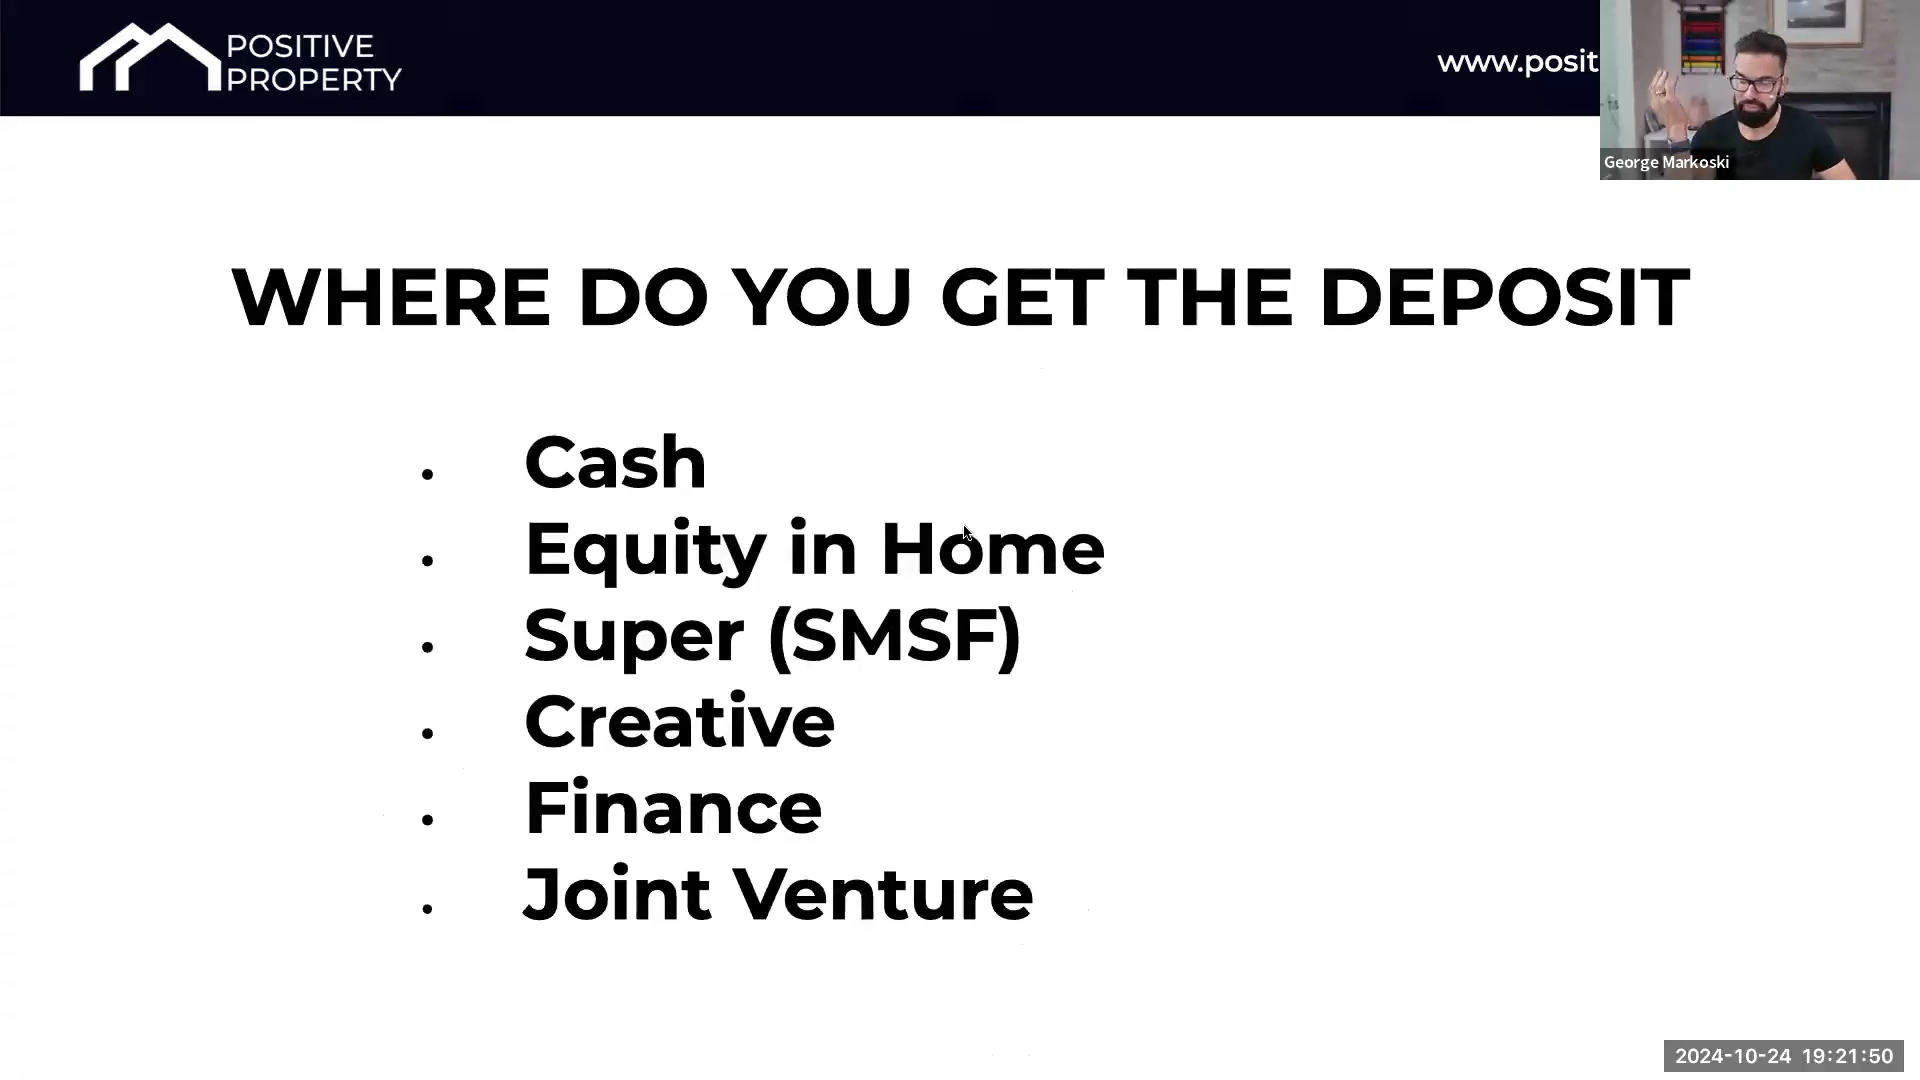 POSITIVE
PROPERTY
www.posit
George Markoski
WHERE DO YOU GET THE DEPOSIT
• Cash
• Equity in Home
• Super (SMSF)
• Creative
• Finance
• Joint Venture
2024-10-24 19:21:50